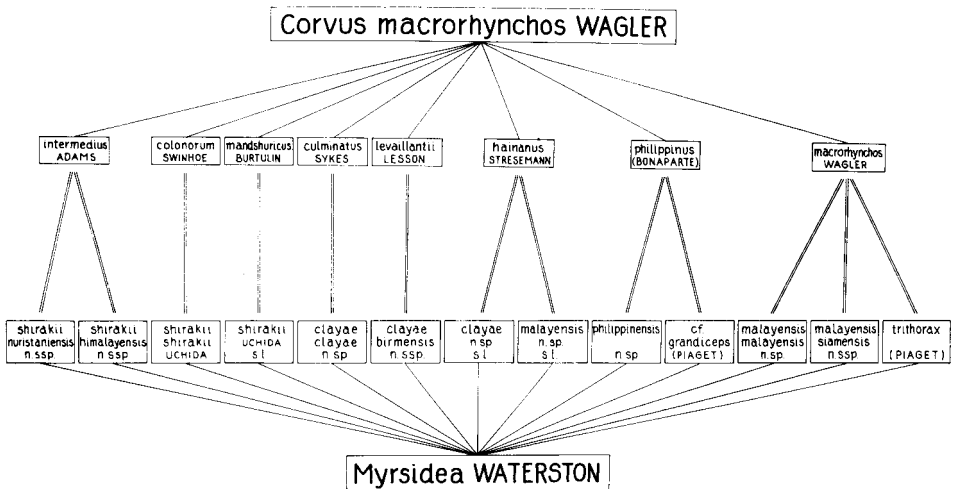 Corvus macrorhynchos WAGLER
intermedius
ADAMS
colonorum
SWINHOE
mandshuricus
BURTULIN
culminatus
SYKES
levaillantii
LESSON
hainanus
STRESEMANN
philippinus
(BONAPARTE)
macrorhynchos
WAGLER
shirakii
nuristaniensis
n.ssp.
shirakii
himalayensis
n.ssp.
shirakii
shirakii
UCHIDA
shirakii
UCHIDA
s.l.
clayae
clayae
n.sp.
clayae
birmensis
n.ssp.
clayae
n.sp.
s.l.
malayensis
n.sp.
s.l.
philippinensis
n.sp.
cf.
grandiceps
(PIAGET)
malayensis
malayensis
n.sp.
malayensis
siamensis
n.ssp.
trithorax
(PIAGET)
Myrsidea WATERSTON